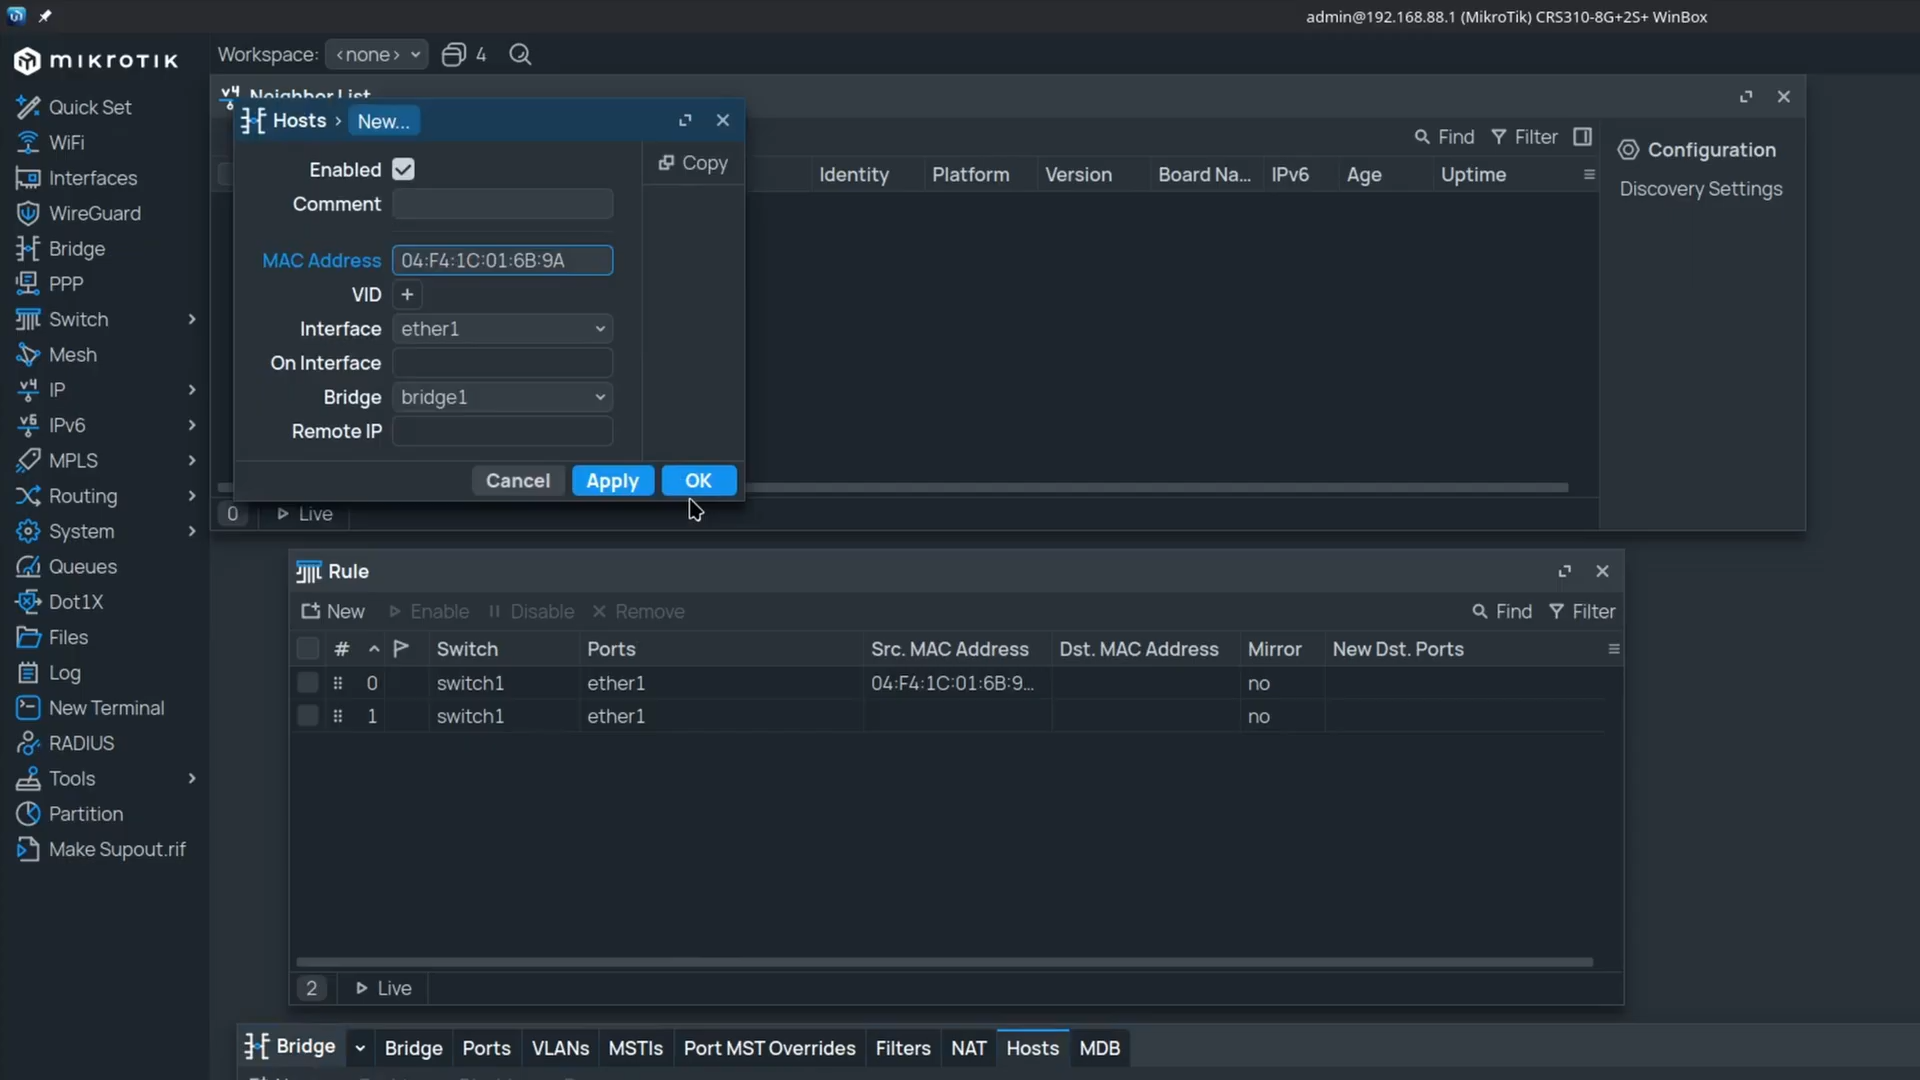 admin@192.168.88.1 (MikroTik) CRS310-8G+2S+ WinBox
MIKROTIK
Workspace: <none> 4
Quick Set
WiFi
Interfaces
WireGuard
Bridge
PPP
Switch
Mesh
IP
IPv6
MPLS
Routing
System
Queues
Dot1X
Files
Log
New Terminal
RADIUS
Tools
Partition
Make Supout.rif
Neighbor List
Find Filter
Identity Platform Version Board Na... IPv6 Age Uptime
Configuration
Discovery Settings
0 Live
Hosts › New...
Copy
Enabled
Comment
MAC Address 04:F4:1C:01:6B:9A
VID +
Interface ether1
On Interface
Bridge bridge1
Remote IP
Cancel Apply OK
Rule
New Enable Disable Remove Find Filter
# Switch Ports Src. MAC Address Dst. MAC Address Mirror New Dst. Ports
0 switch1 ether1 04:F4:1C:01:6B:9... no
1 switch1 ether1 no
2 Live
Bridge Bridge Ports VLANs MSTIs Port MST Overrides Filters NAT Hosts MDB